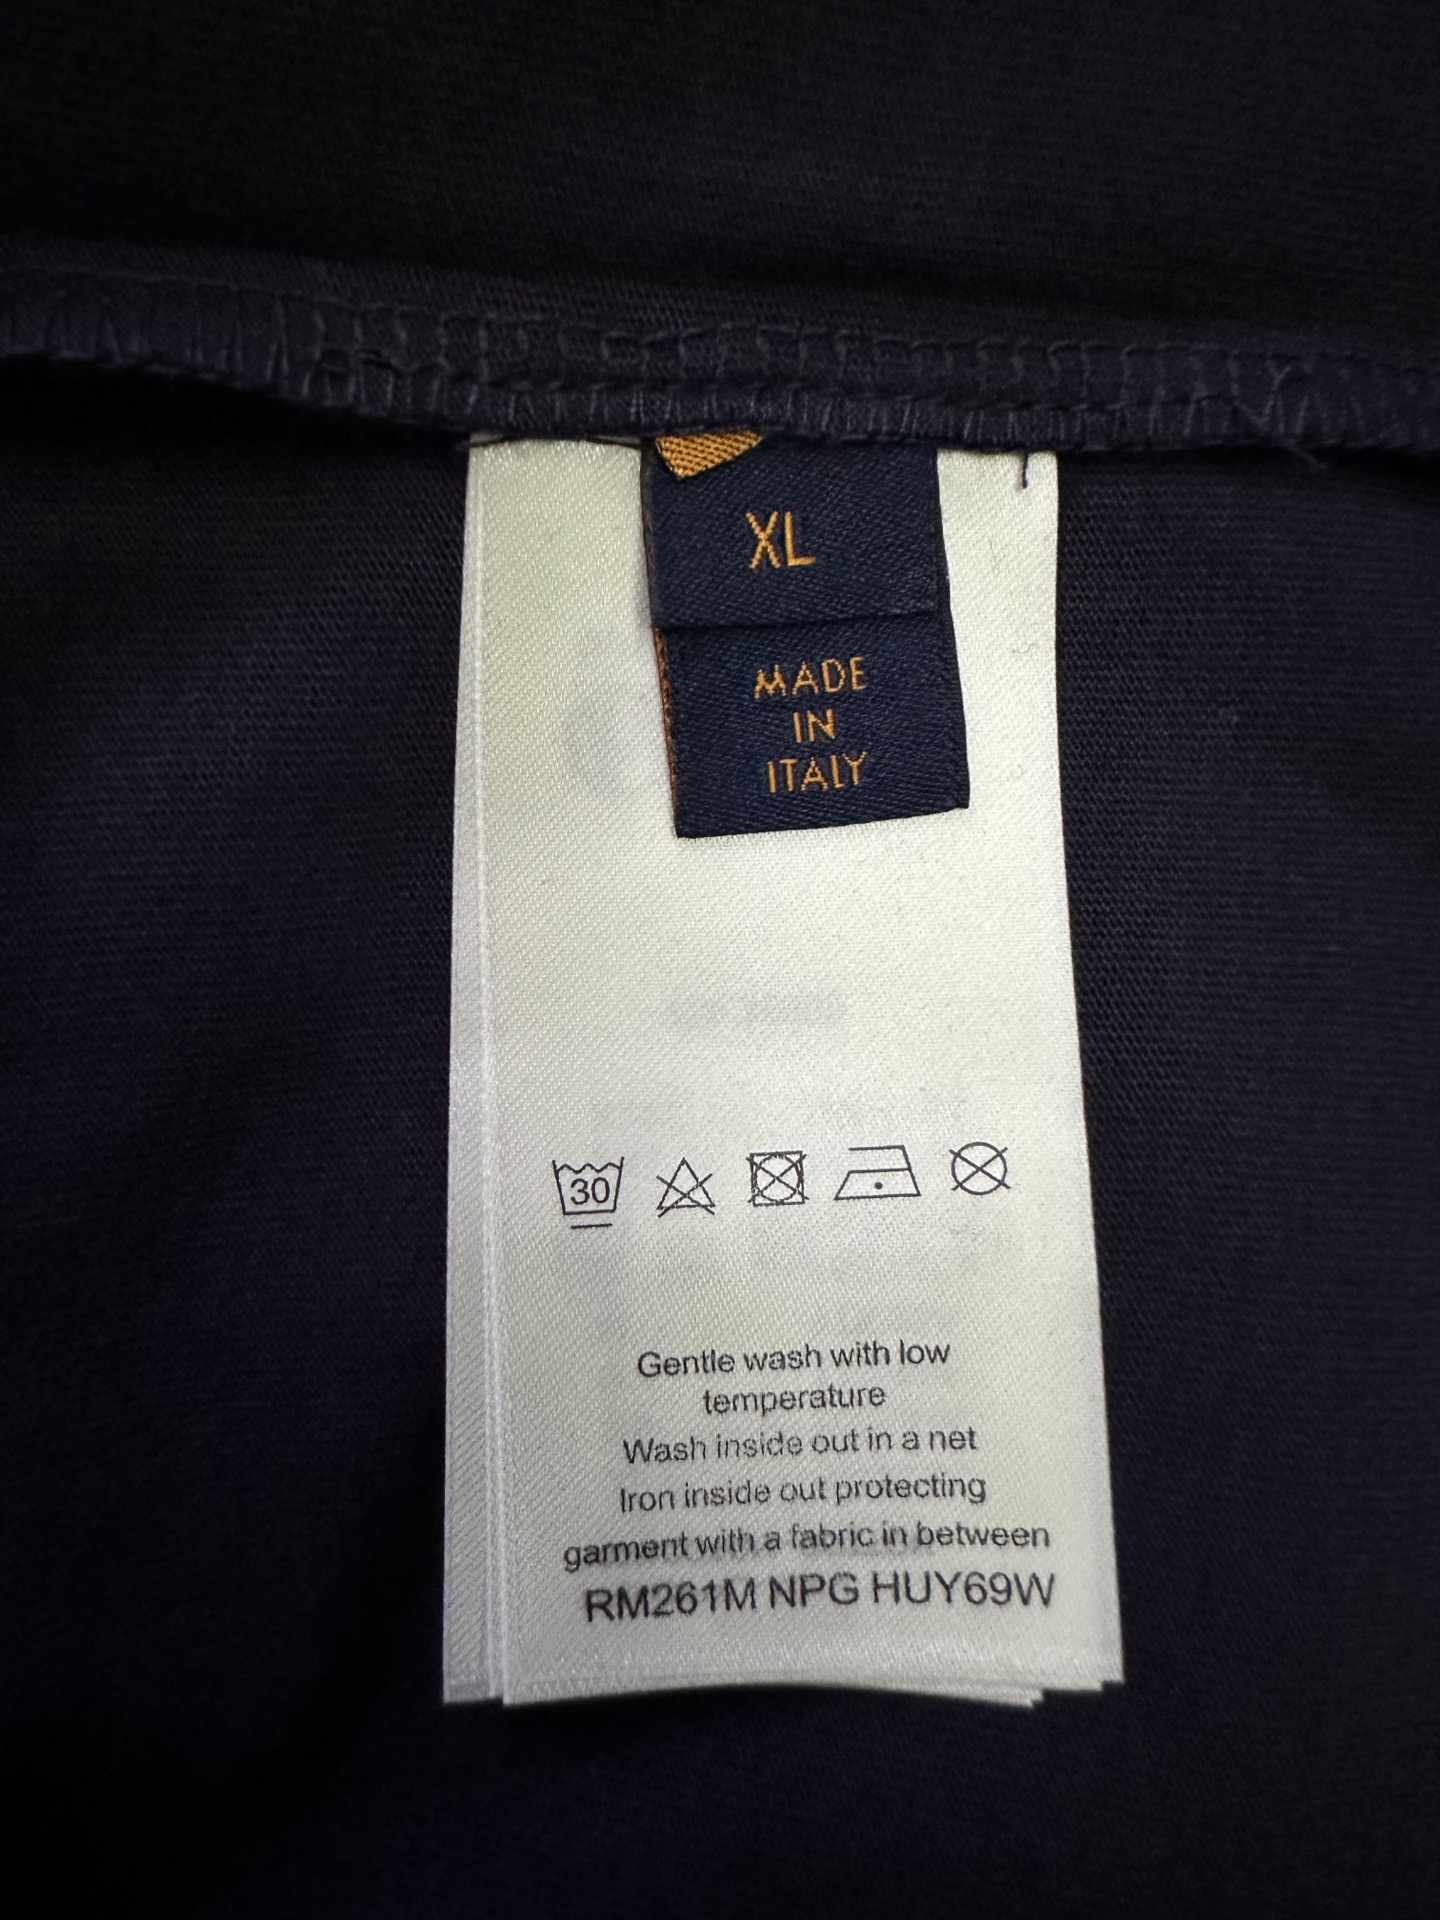 XL
MADE
IN
ITALY
30
Gentle wash with low
temperature
Wash inside out in a net
Iron inside out protecting
garment with a fabric in between
RM261M NPG HUY69W